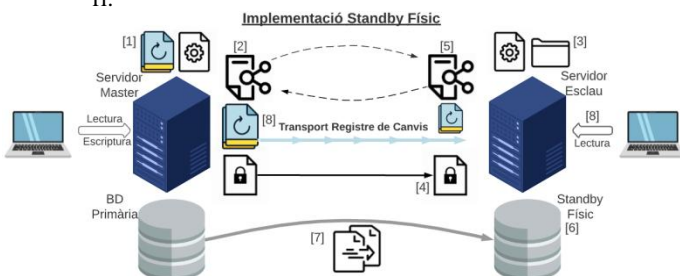 II.
Implementació Standby Físic
[1]
[2]
[5]
[3]
Servidor
Master
Servidor
Esclau
[8]
Transport Registre de Canvis
[8]
Lectura
Escriptura
Lectura
[4]
BD
Primària
Standby
Físic
[6]
[7]